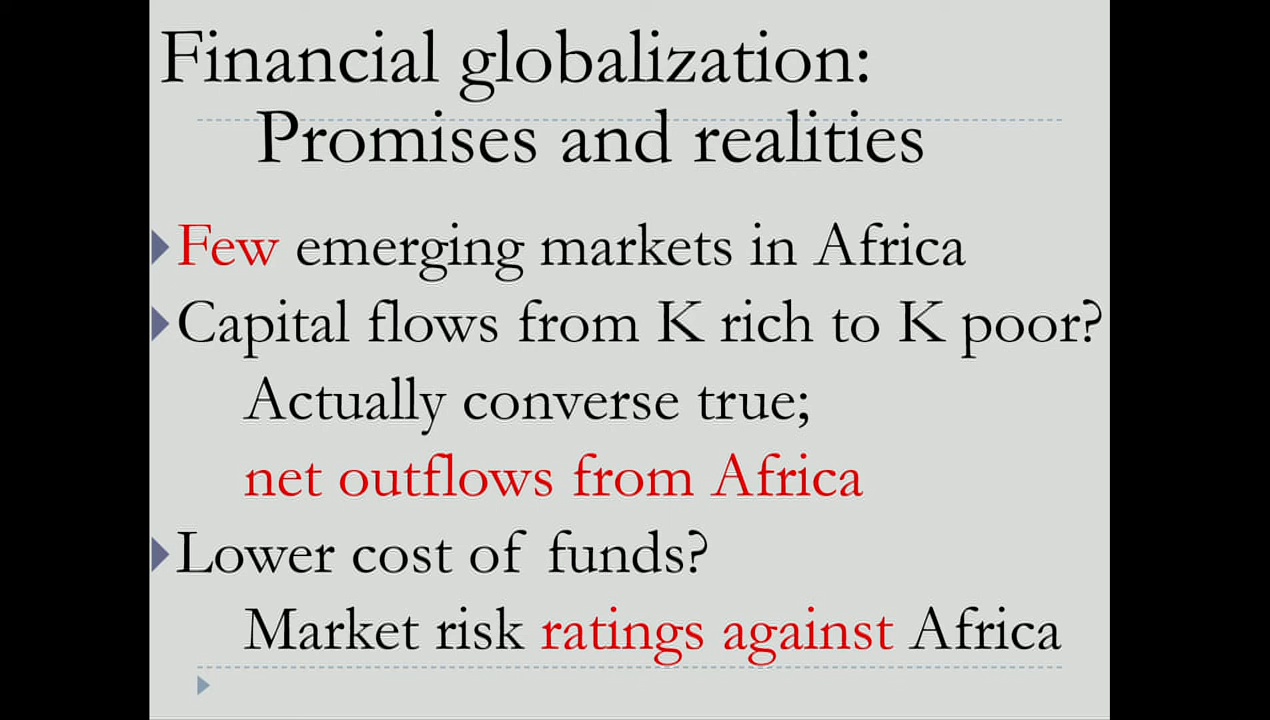 Financial globalization:
Promises and realities
Few emerging markets in Africa
Capital flows from K rich to K poor?
Actually converse true;
net outflows from Africa
Lower cost of funds?
Market risk ratings against Africa